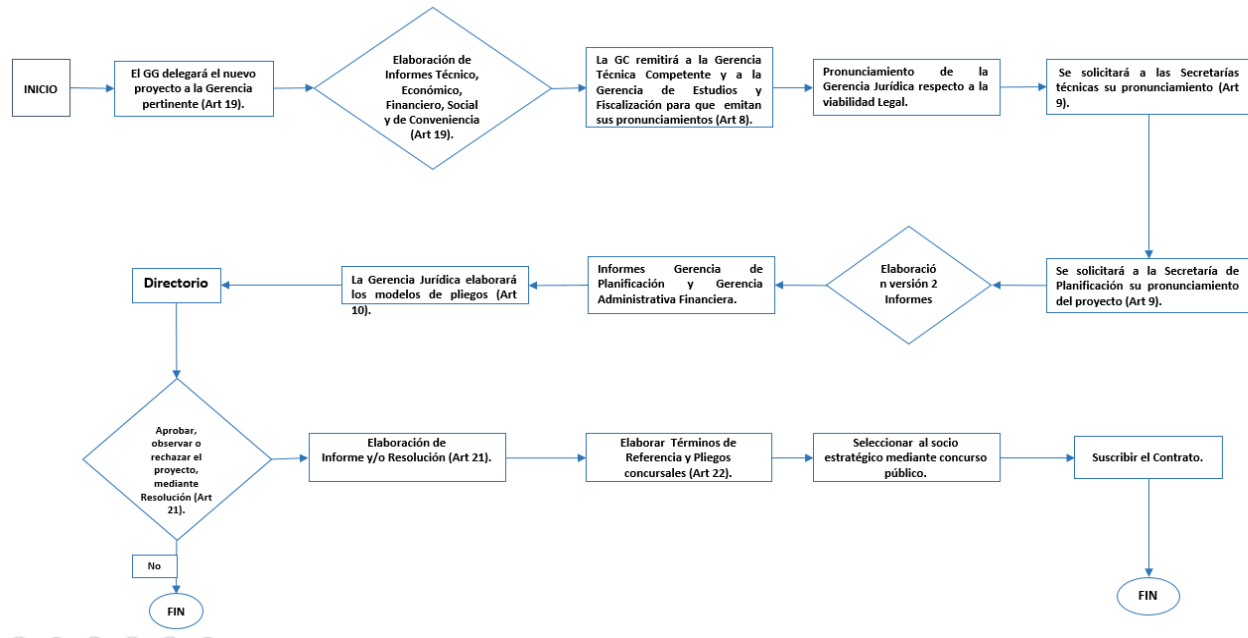 INICIO
El GG delegará el nuevo
proyecto a la Gerencia
pertinente (Art 19).
Elaboración de
Informes Técnico,
Económico,
Financiero, Social
y de Conveniencia
(Art 19).
La GC remitirá a la Gerencia
Técnica Competente y a la
Gerencia de Estudios y
Fiscalización para que emitan
sus pronunciamientos (Art 8).
Pronunciamiento de la
Gerencia Jurídica respecto a la
viabilidad Legal.
Se solicitará a las Secretarías
técnicas su pronunciamiento (Art
9).
Directorio
La Gerencia Jurídica elaborará
los modelos de pliegos (Art
10).
Informes Gerencia de
Planificación y Gerencia
Administrativa Financiera.
Elaboració
n versión 2
Informes
Se solicitará a la Secretaría de
Planificación su pronunciamiento
del proyecto (Art 9).
Aprobar,
observar o
rechazar el
proyecto,
mediante
Resolución (Art
21).
Elaboración de
Informe y/o Resolución (Art 21).
Elaborar Términos de
Referencia y Pliegos
concursales (Art 22).
Seleccionar al socio
estratégico mediante concurso
público.
Suscribir el Contrato.
No
FIN
FIN